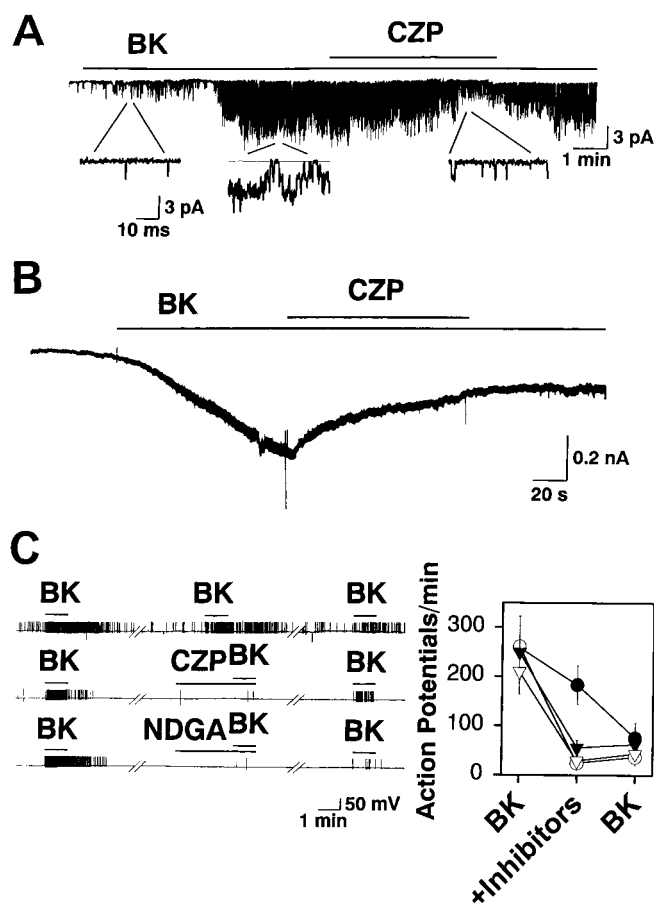 A
BK
CZP
3 pA
1 min
3 pA
10 ms
B
BK
CZP
0.2 nA
20 s
C
BK
BK
BK
BK
CZP
BK
BK
BK
NDGA
BK
BK
50 mV
1 min
Action Potentials/min
300
200
100
0
BK
+Inhibitors
BK